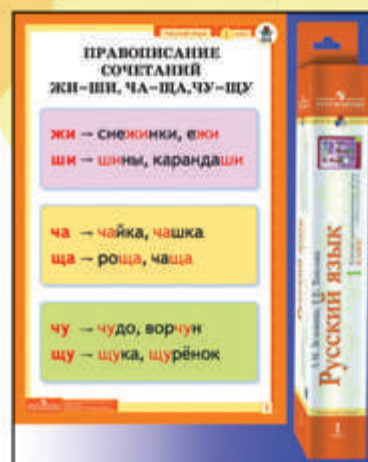 ПРАВОПИСАНИЕ
СОЧЕТАНИЙ
ЖИ–ШИ, ЧА–ЩА, ЧУ–ЩУ
жи – снежинки, ежи
ши – шины, карандаши
ча – чайка, чашка
ща – роща, чаща
чу – чудо, ворчун
щу – щука, щурёнок
Русский язык
1